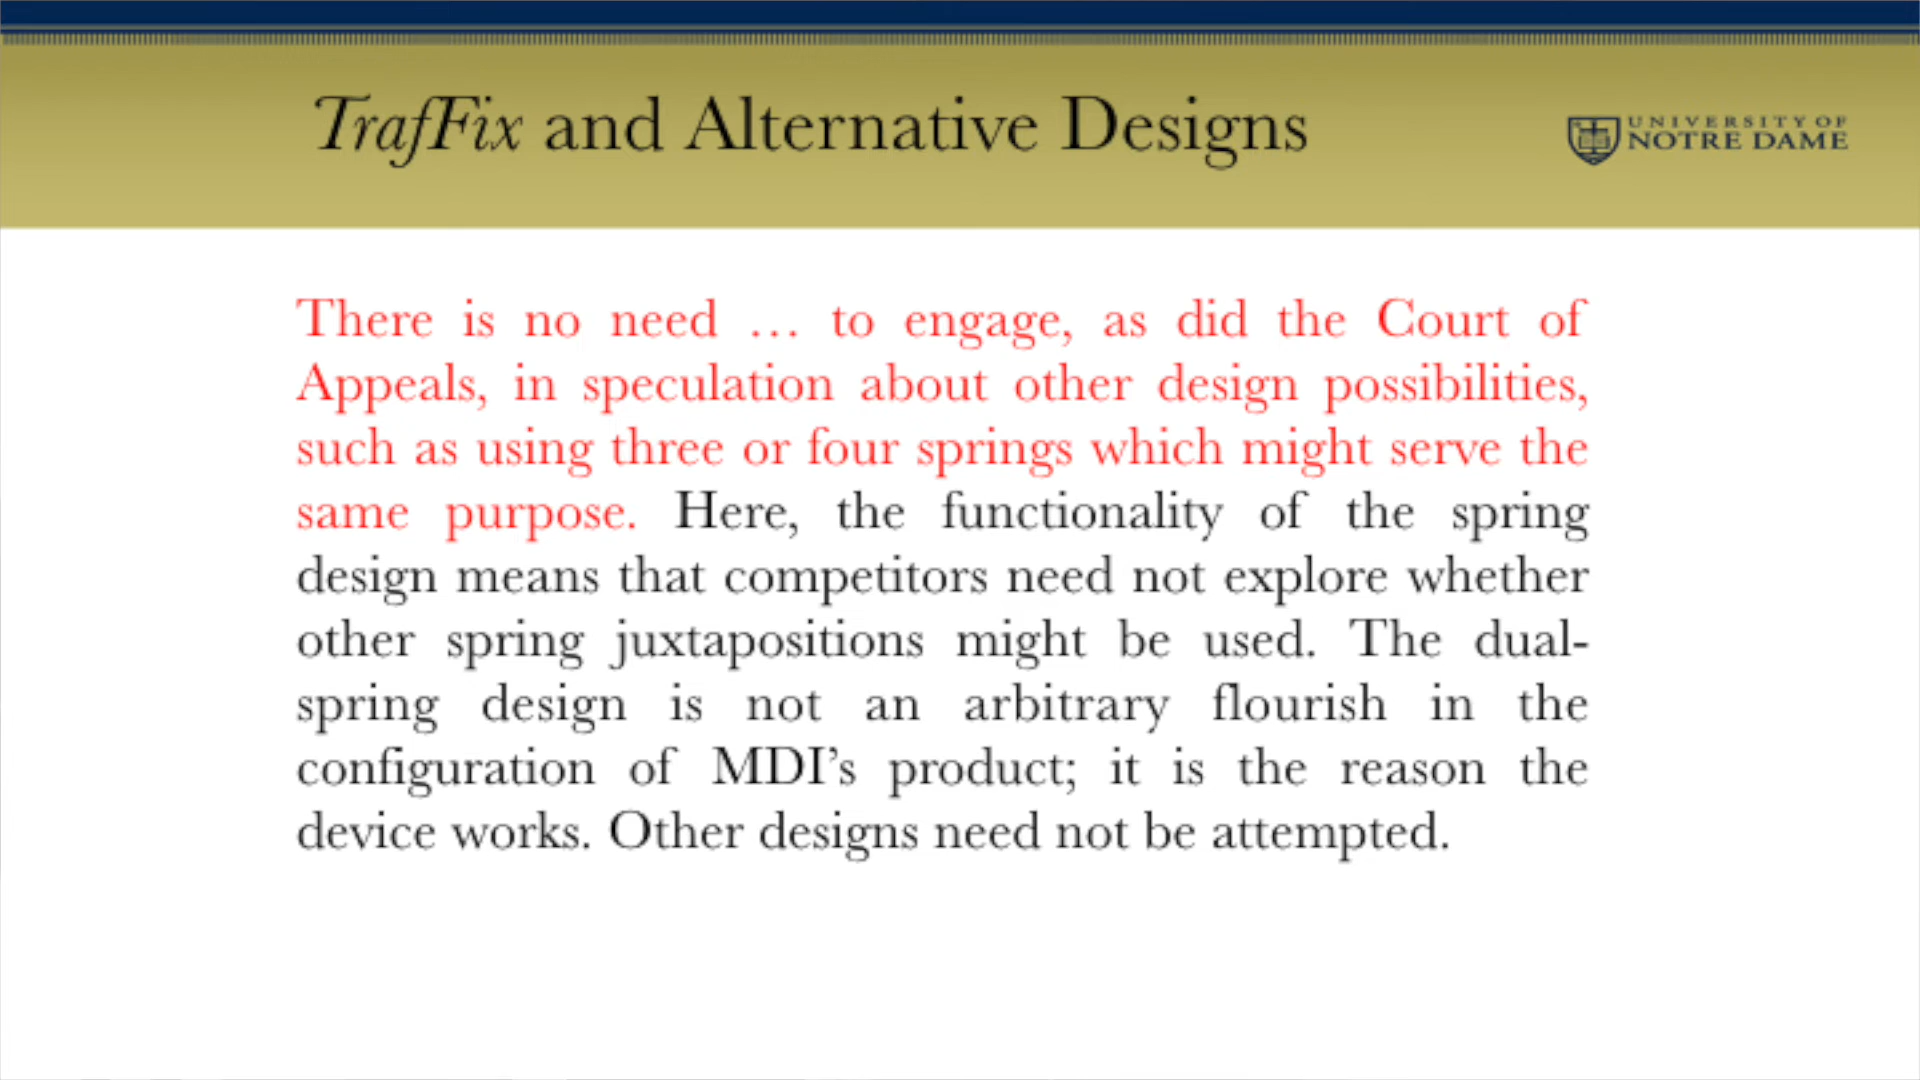 TrafFix and Alternative Designs
UNIVERSITY OF
NOTRE DAME
There is no need … to engage, as did the Court of
Appeals, in speculation about other design possibilities,
such as using three or four springs which might serve the
same purpose. Here, the functionality of the spring
design means that competitors need not explore whether
other spring juxtapositions might be used. The dual-
spring design is not an arbitrary flourish in the
configuration of MDI’s product; it is the reason the
device works. Other designs need not be attempted.